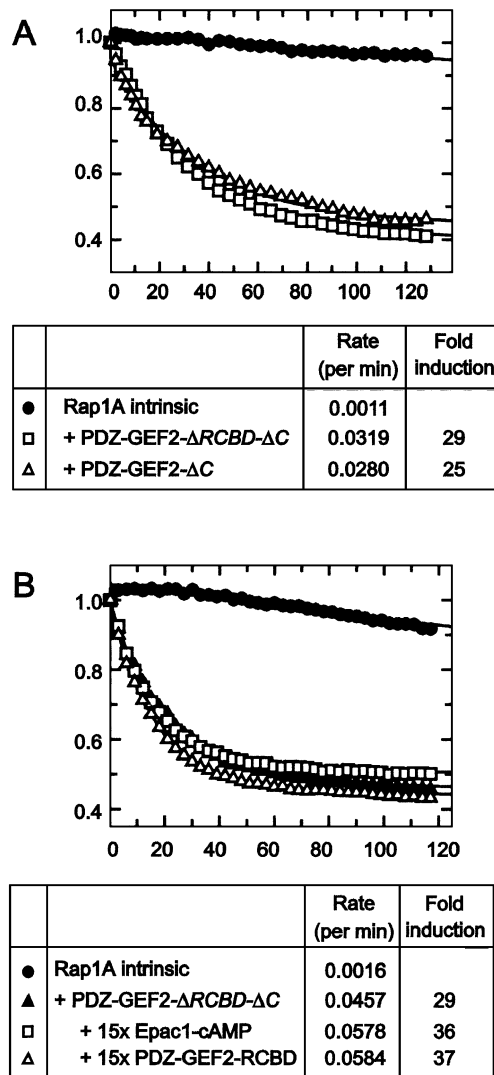 A
1.0
0.8
0.6
0.4
0 20 40 60 80 100 120
Rate (per min) Fold induction
● Rap1A intrinsic 0.0011
□ + PDZ-GEF2-ΔRCBD-ΔC 0.0319 29
△ + PDZ-GEF2-ΔC 0.0280 25
B
1.0
0.8
0.6
0.4
0 20 40 60 80 100 120
Rate (per min) Fold induction
● Rap1A intrinsic 0.0016
▲ + PDZ-GEF2-ΔRCBD-ΔC 0.0457 29
□ + 15x Epac1-cAMP 0.0578 36
△ + 15x PDZ-GEF2-RCBD 0.0584 37